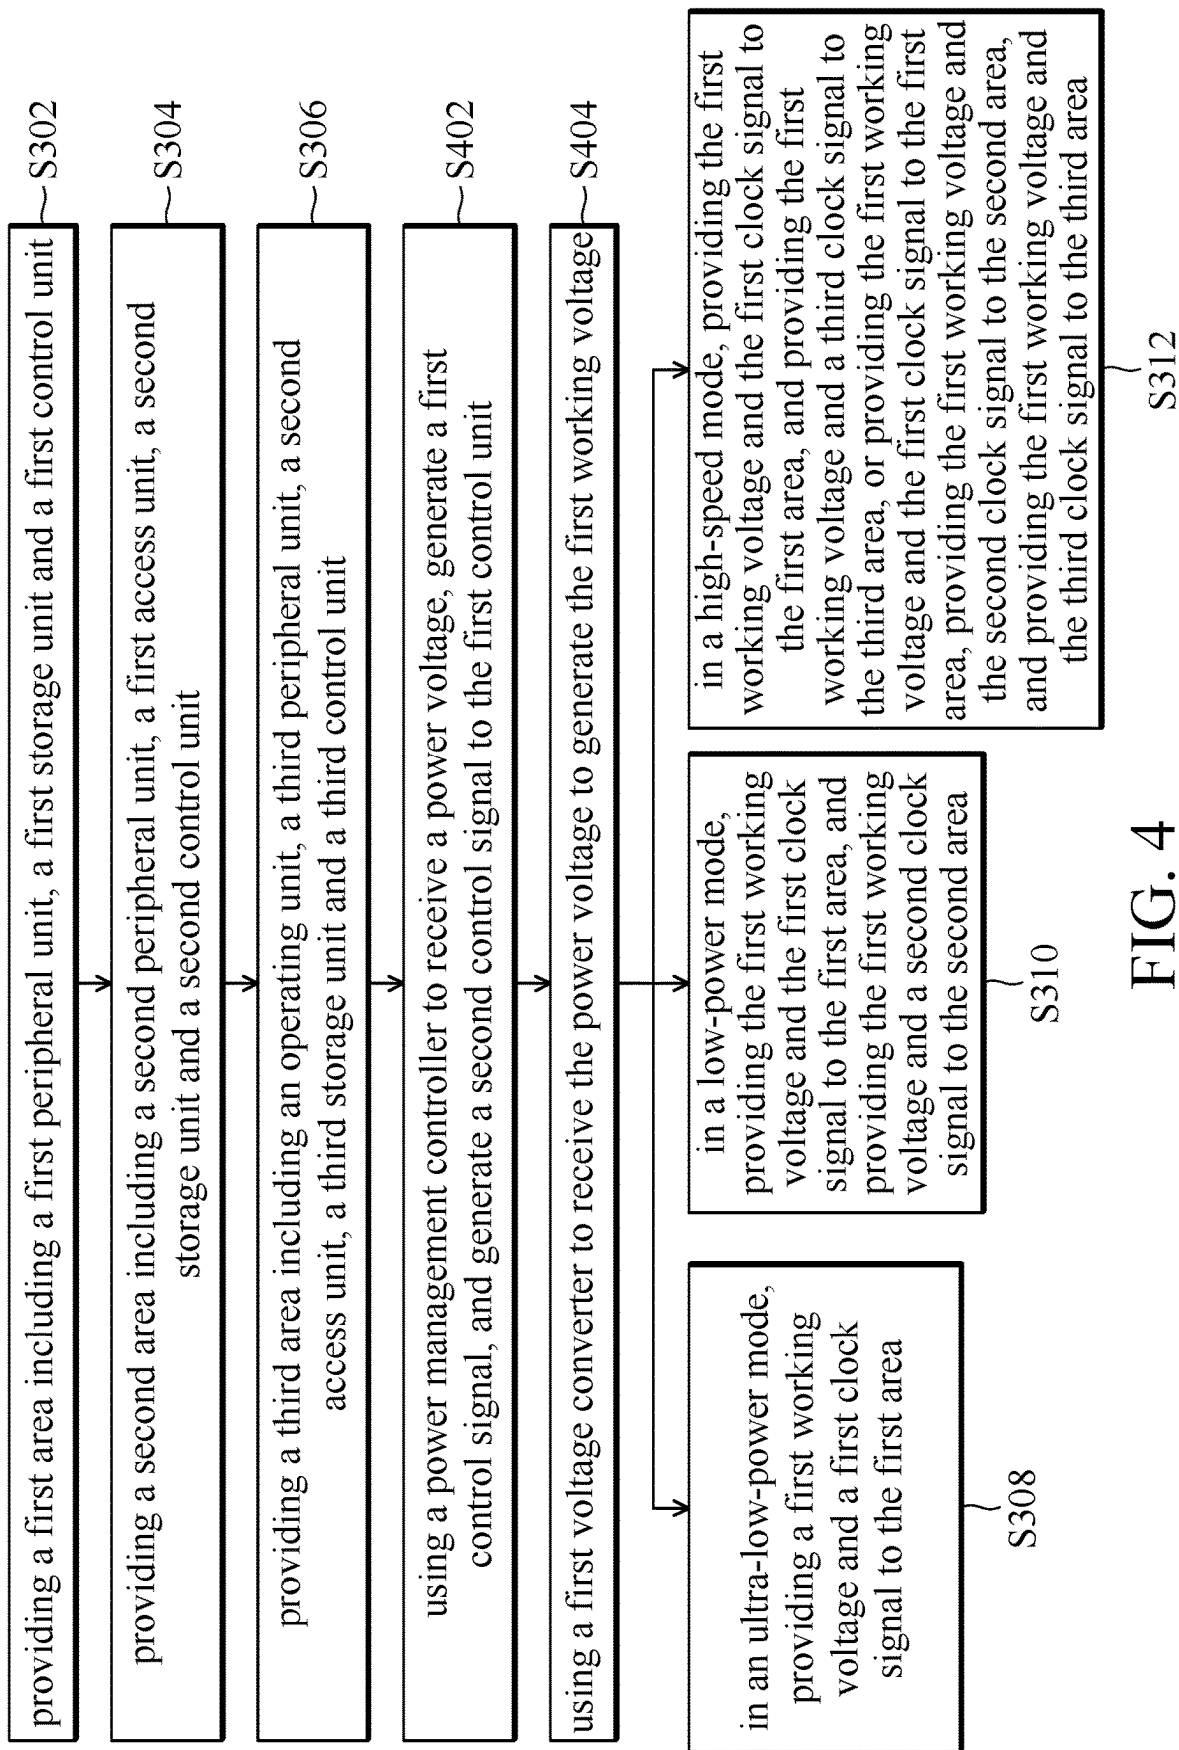 providing a first area including a first peripheral unit, a first storage unit and a first control unit
S302
providing a second area including a second peripheral unit, a first access unit, a second
storage unit and a second control unit
S304
providing a third area including an operating unit, a third peripheral unit, a second
access unit, a third storage unit and a third control unit
S306
using a power management controller to receive a power voltage, generate a first
control signal, and generate a second control signal to the first control unit
S402
using a first voltage converter to receive the power voltage to generate the first working voltage
S404
in an ultra-low-power mode,
providing a first working
voltage and a first clock
signal to the first area
S308
in a low-power mode,
providing the first working
voltage and the first clock
signal to the first area, and
providing the first working
voltage and a second clock
signal to the second area
S310
in a high-speed mode, providing the first
working voltage and the first clock signal to
the first area, and providing the first
working voltage and a third clock signal to
the third area, or providing the first working
voltage and the first clock signal to the first
area, providing the first working voltage and
the second clock signal to the second area,
and providing the first working voltage and
the third clock signal to the third area
S312
FIG. 4